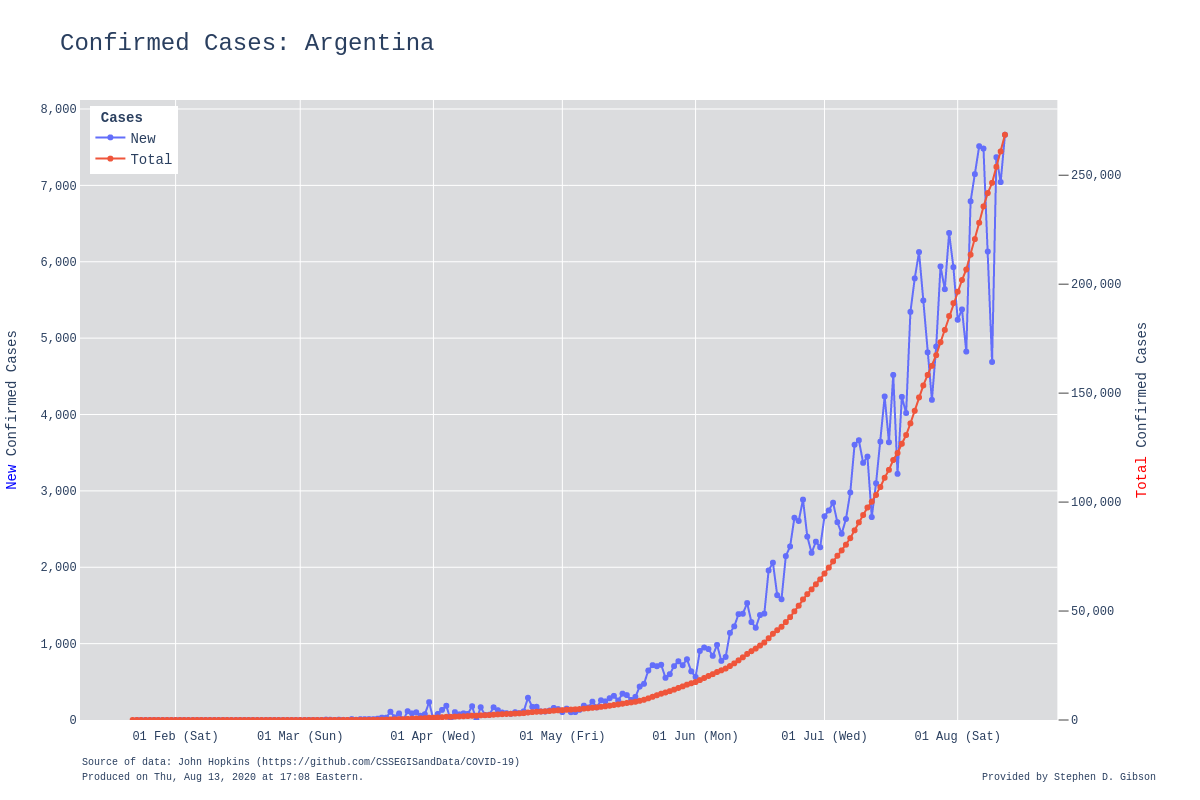 Confirmed Cases: Argentina
Cases
New
Total
8,000
7,000
6,000
5,000
4,000
3,000
2,000
1,000
0
250,000
200,000
150,000
100,000
50,000
0
New Confirmed Cases
Total Confirmed Cases
01 Feb (Sat)
01 Mar (Sun)
01 Apr (Wed)
01 May (Fri)
01 Jun (Mon)
01 Jul (Wed)
01 Aug (Sat)
Source of data: John Hopkins (https://github.com/CSSEGISandData/COVID-19)
Produced on Thu, Aug 13, 2020 at 17:08 Eastern.
Provided by Stephen D. Gibson